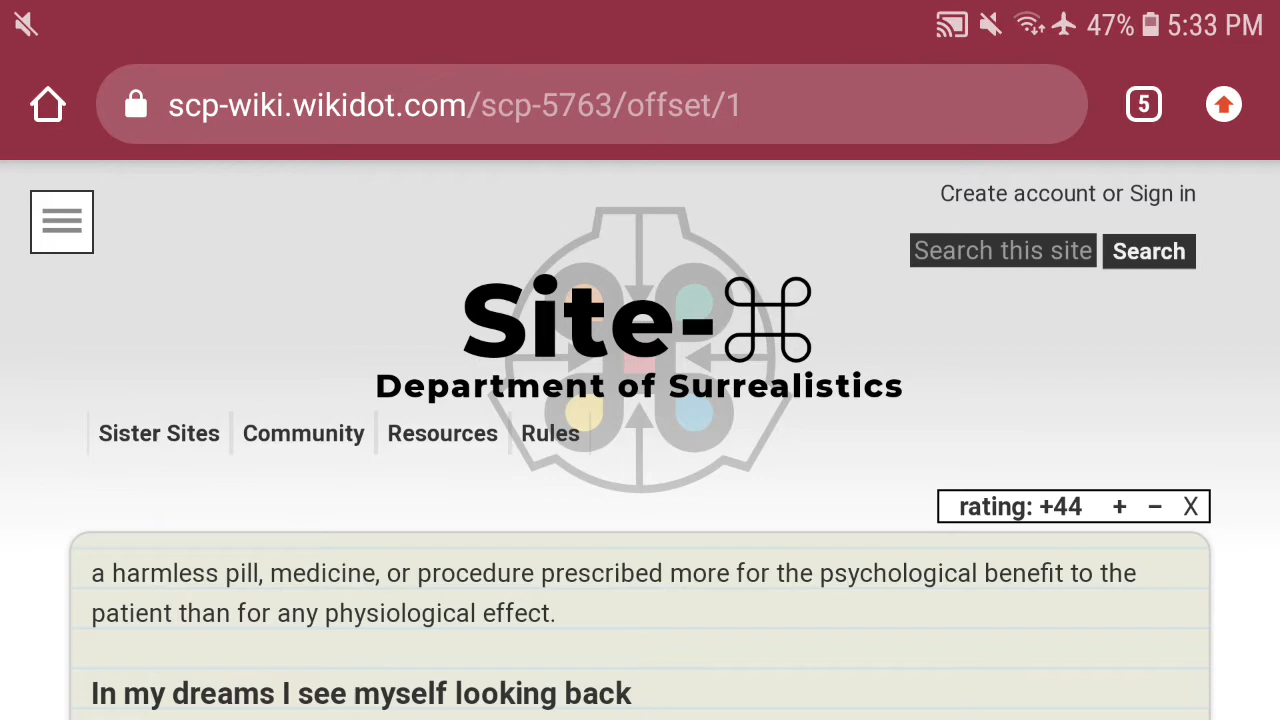 47% 5:33 PM
scp-wiki.wikidot.com/scp-5763/offset/1
5
Create account or Sign in
Search this site Search
Site-⌘
Department of Surrealistics
Sister Sites Community Resources Rules
rating: +44 + – X
a harmless pill, medicine, or procedure prescribed more for the psychological benefit to the
patient than for any physiological effect.
In my dreams I see myself looking back